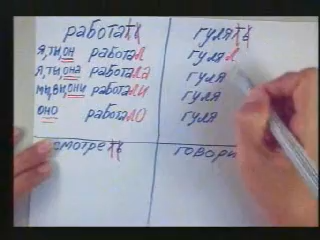 работать
я, ты, он работал
я, ты, она работала
мы, вы, они работали
оно работало
гулять
гулял
гуля
гуля
гуля
смотреть
говори